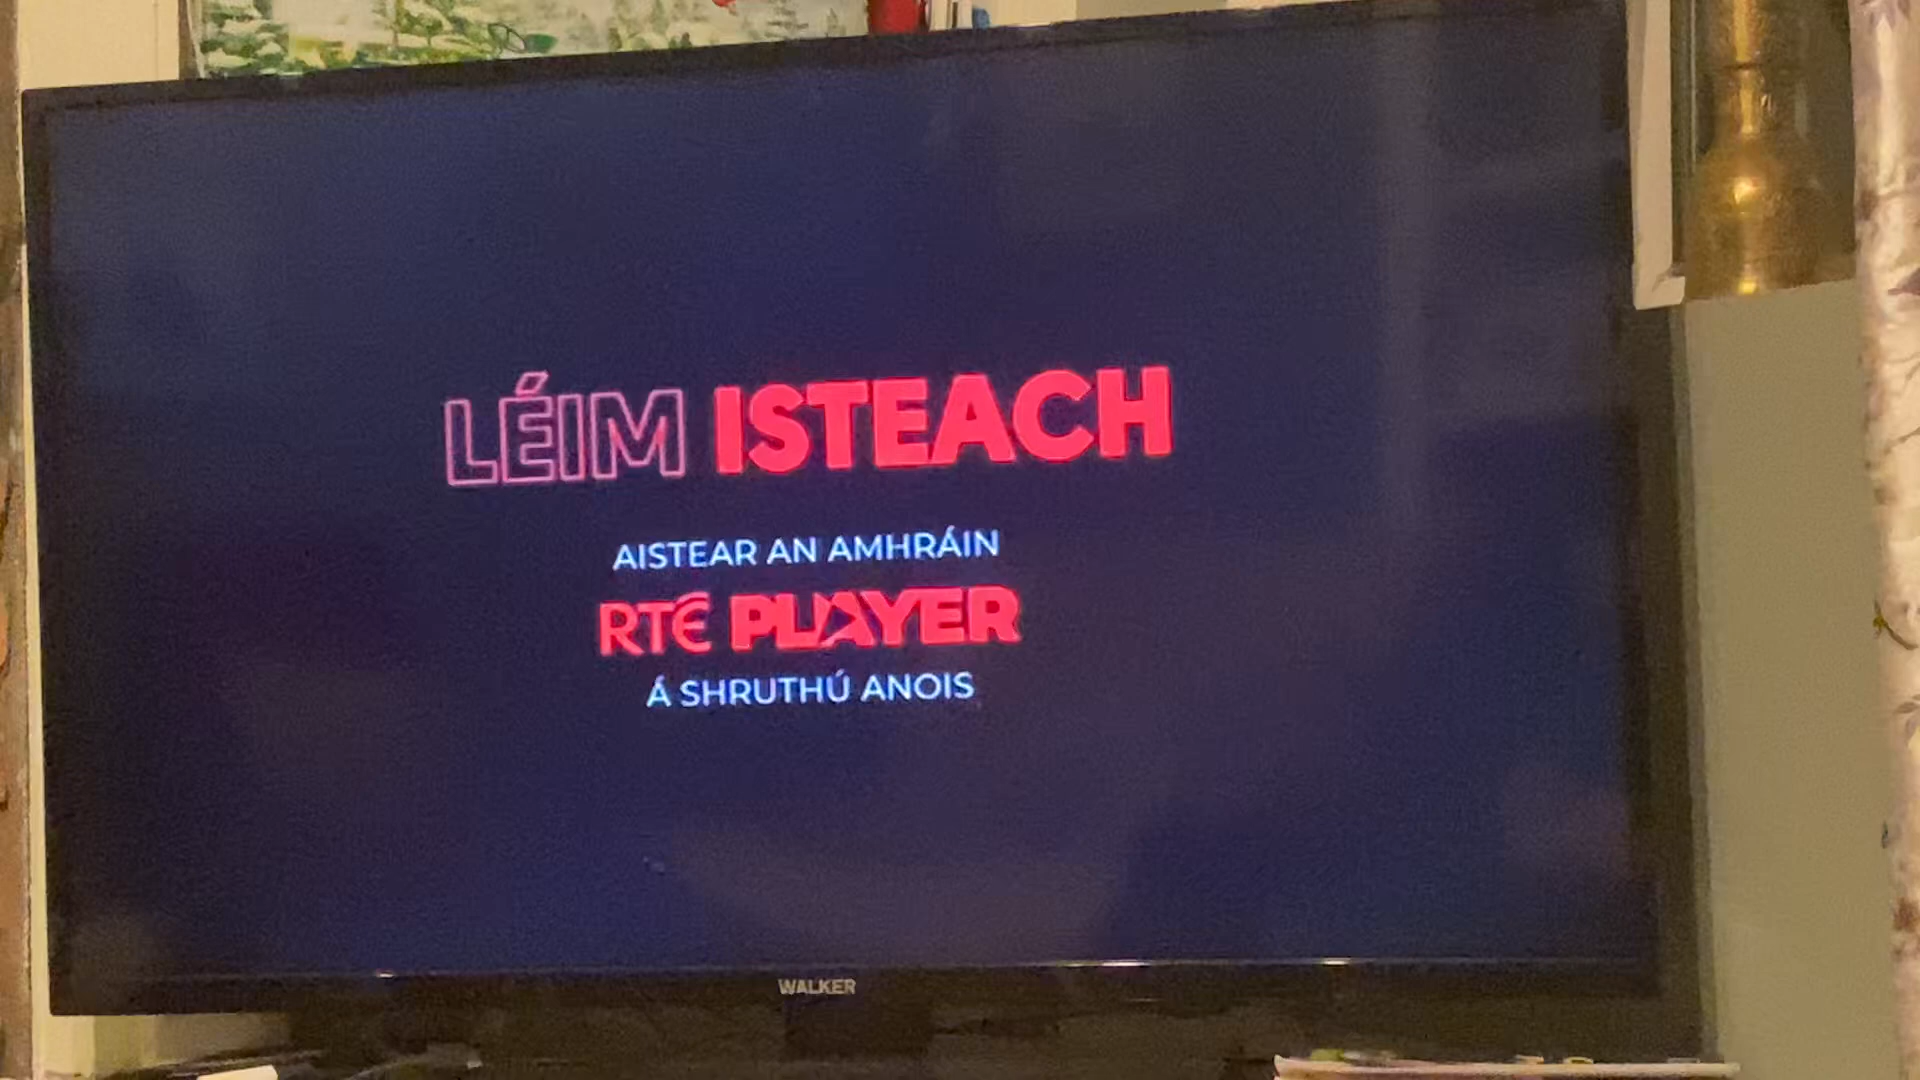 LÉIM ISTEACH
AISTEAR AN AMHRÁIN
RTÉ PLAYER
Á SHRUTHÚ ANOIS
WALKER